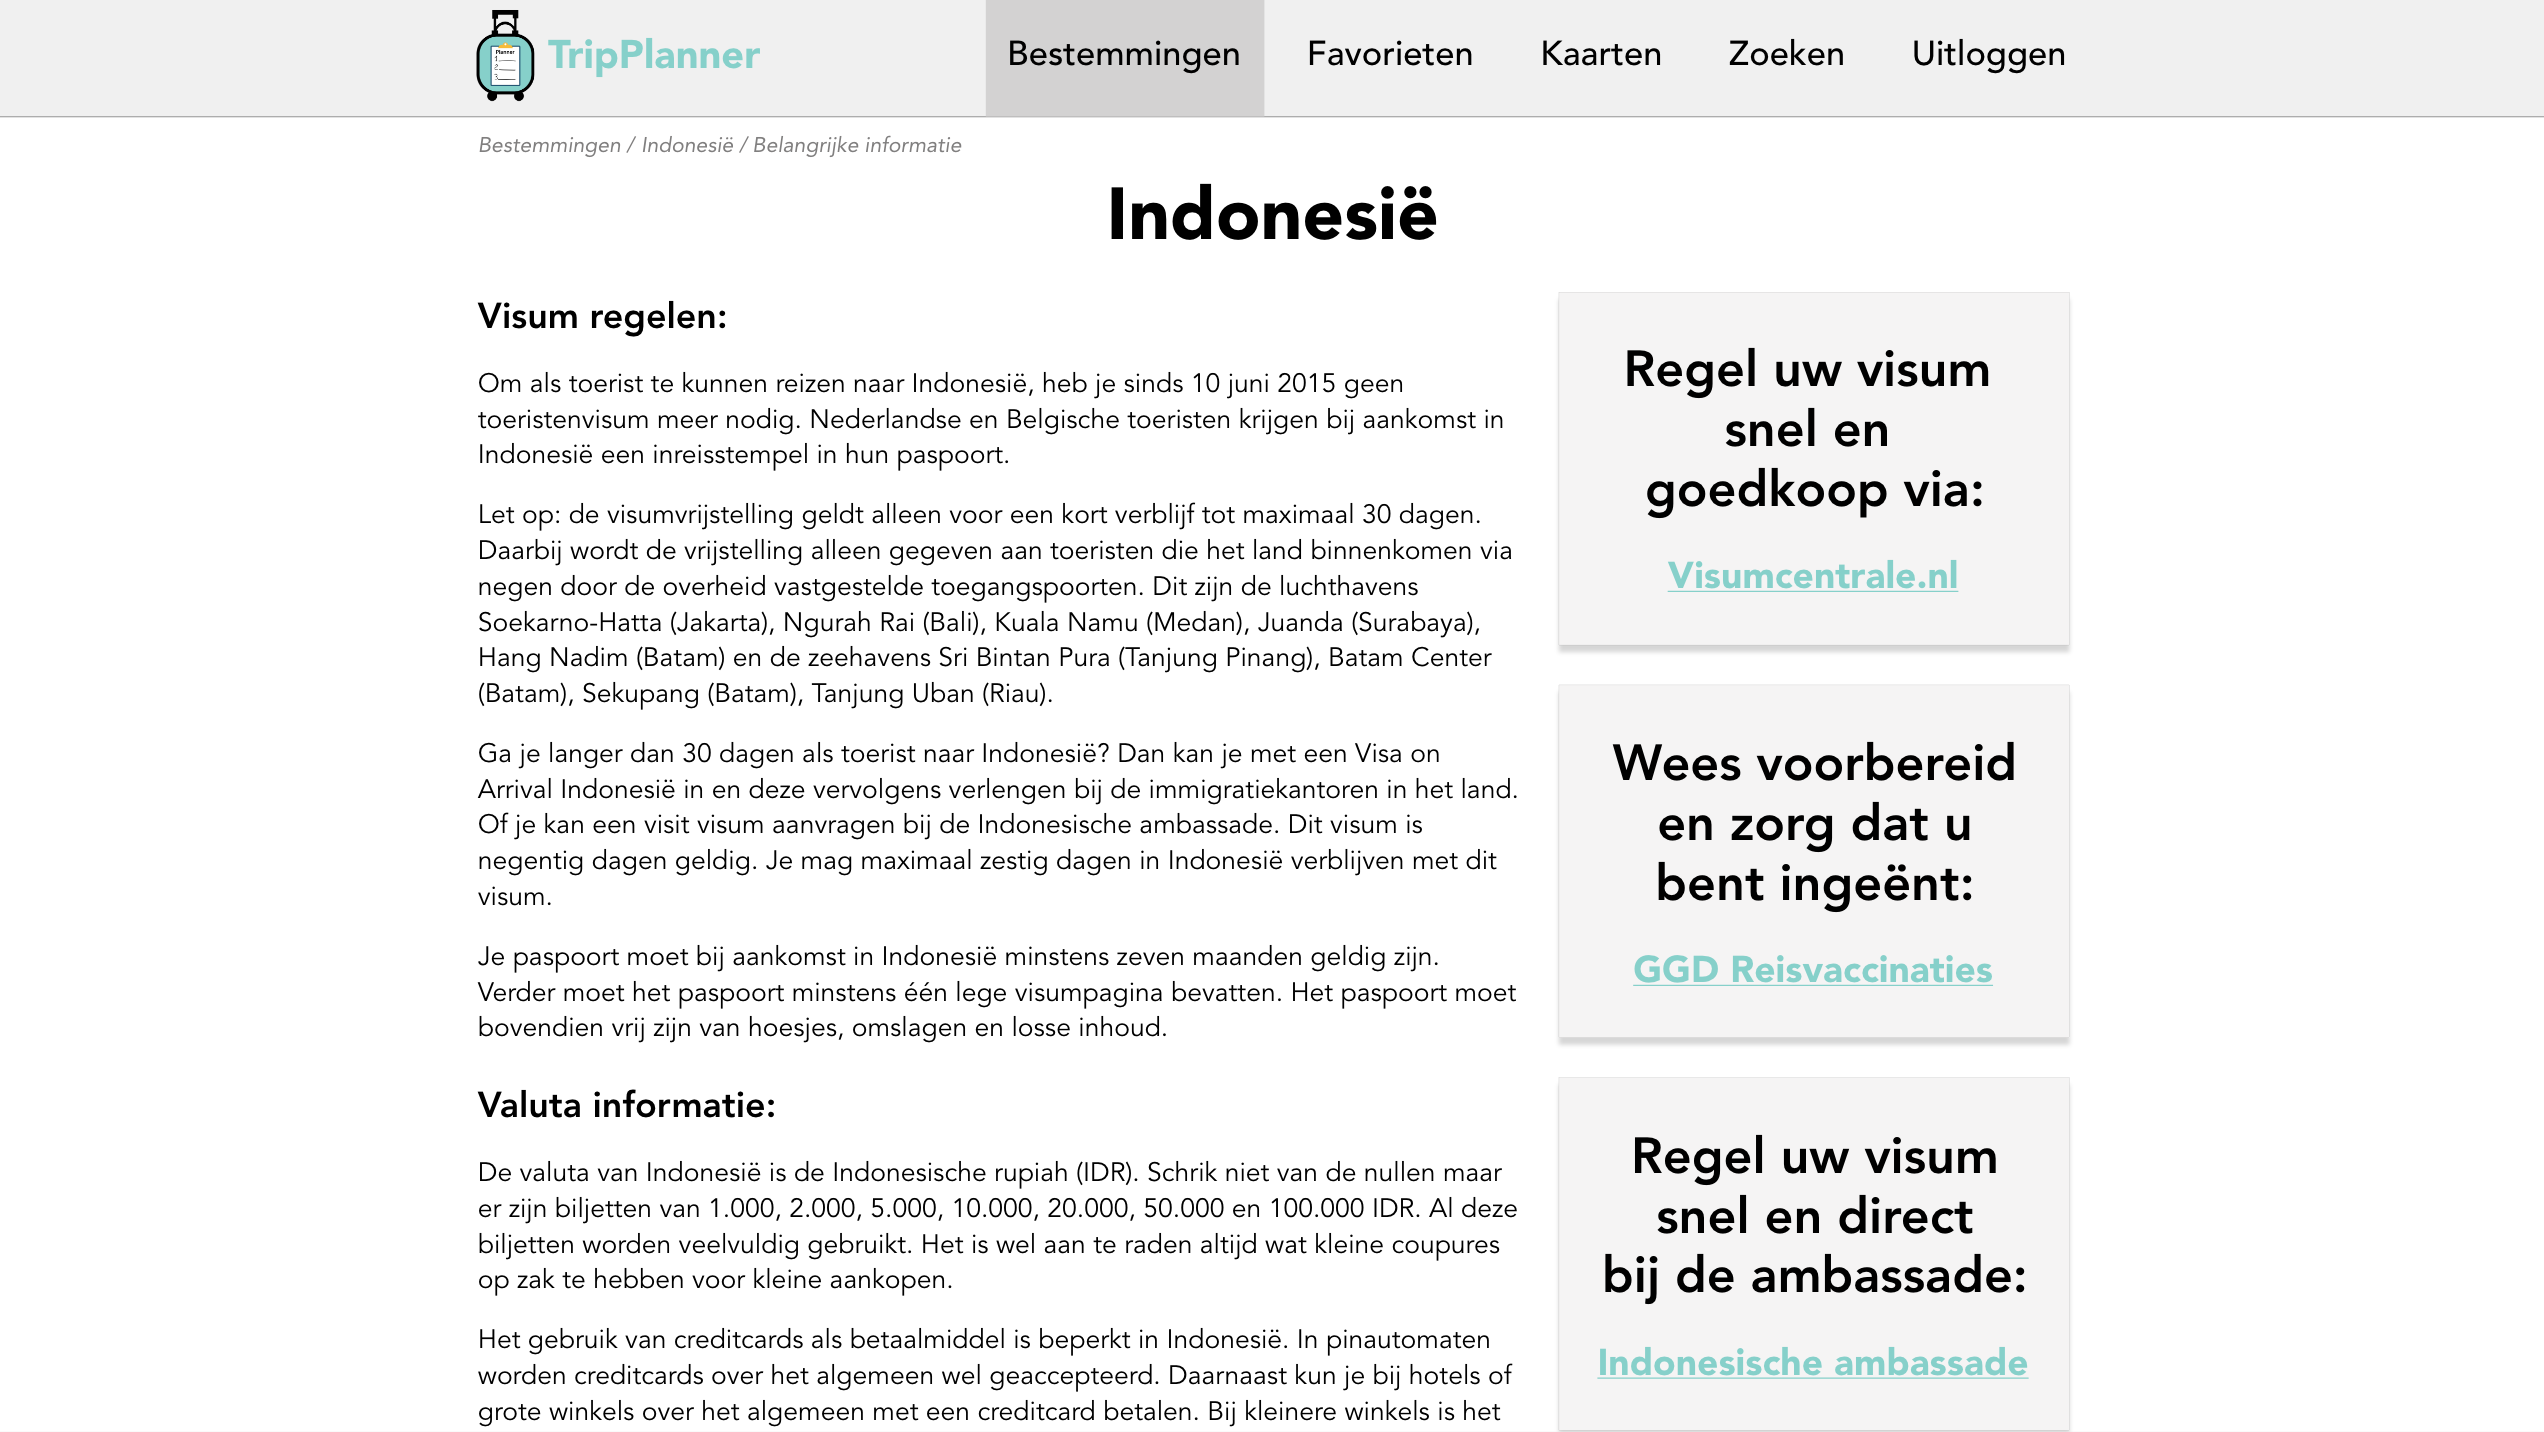 Planner
1.
2.
3.
TripPlanner
Bestemmingen
Favorieten
Kaarten
Zoeken
Uitloggen
Bestemmingen / Indonesië / Belangrijke informatie
Indonesië
Visum regelen:
Om als toerist te kunnen reizen naar Indonesië, heb je sinds 10 juni 2015 geen
toeristenvisum meer nodig. Nederlandse en Belgische toeristen krijgen bij aankomst in
Indonesië een inreisstempel in hun paspoort.
Let op: de visumvrijstelling geldt alleen voor een kort verblijf tot maximaal 30 dagen.
Daarbij wordt de vrijstelling alleen gegeven aan toeristen die het land binnenkomen via
negen door de overheid vastgestelde toegangspoorten. Dit zijn de luchthavens
Soekarno-Hatta (Jakarta), Ngurah Rai (Bali), Kuala Namu (Medan), Juanda (Surabaya),
Hang Nadim (Batam) en de zeehavens Sri Bintan Pura (Tanjung Pinang), Batam Center
(Batam), Sekupang (Batam), Tanjung Uban (Riau).
Ga je langer dan 30 dagen als toerist naar Indonesië? Dan kan je met een Visa on
Arrival Indonesië in en deze vervolgens verlengen bij de immigratiekantoren in het land.
Of je kan een visit visum aanvragen bij de Indonesische ambassade. Dit visum is
negentig dagen geldig. Je mag maximaal zestig dagen in Indonesië verblijven met dit
visum.
Je paspoort moet bij aankomst in Indonesië minstens zeven maanden geldig zijn.
Verder moet het paspoort minstens één lege visumpagina bevatten. Het paspoort moet
bovendien vrij zijn van hoesjes, omslagen en losse inhoud.
Valuta informatie:
De valuta van Indonesië is de Indonesische rupiah (IDR). Schrik niet van de nullen maar
er zijn biljetten van 1.000, 2.000, 5.000, 10.000, 20.000, 50.000 en 100.000 IDR. Al deze
biljetten worden veelvuldig gebruikt. Het is wel aan te raden altijd wat kleine coupures
op zak te hebben voor kleine aankopen.
Het gebruik van creditcards als betaalmiddel is beperkt in Indonesië. In pinautomaten
worden creditcards over het algemeen wel geaccepteerd. Daarnaast kun je bij hotels of
grote winkels over het algemeen met een creditcard betalen. Bij kleinere winkels is het
Regel uw visum
snel en
goedkoop via:
Visumcentrale.nl
Wees voorbereid
en zorg dat u
bent ingeënt:
GGD Reisvaccinaties
Regel uw visum
snel en direct
bij de ambassade:
Indonesische ambassade